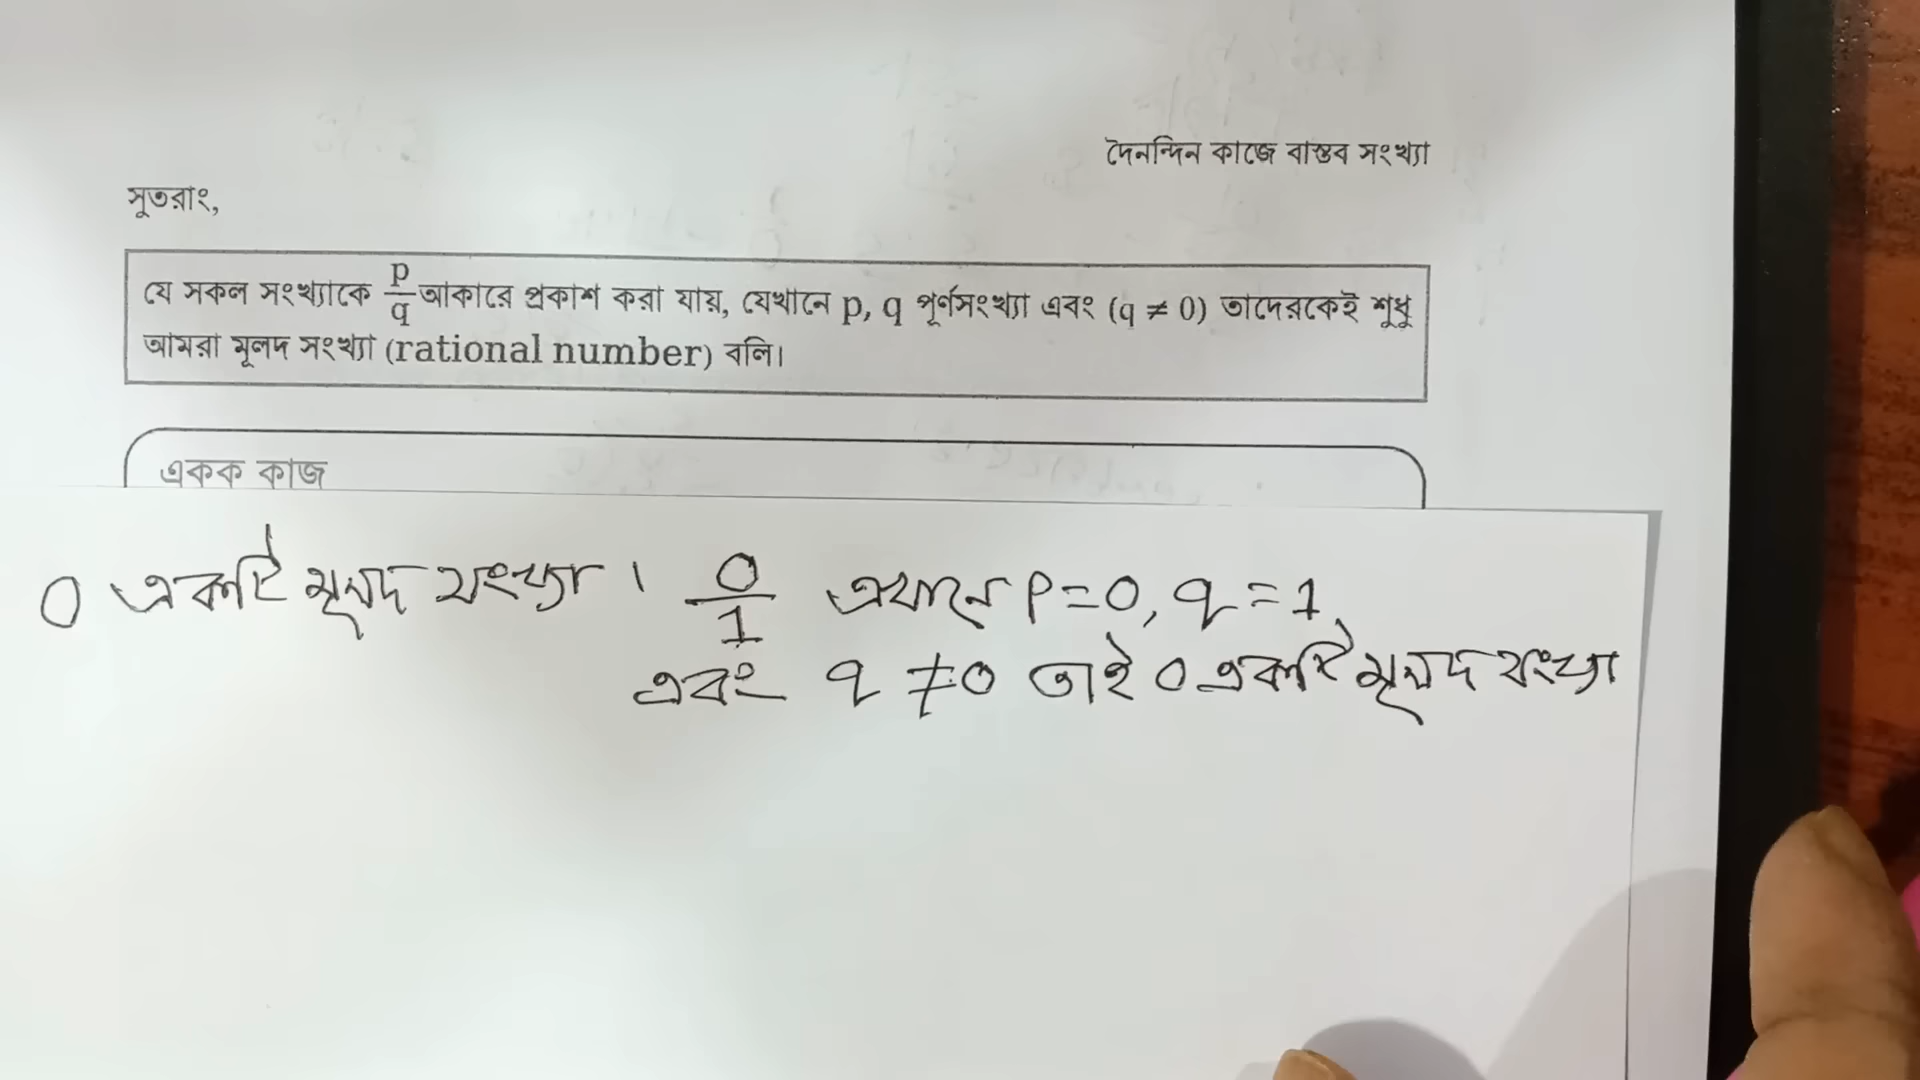 দৈনন্দিন কাজে বাস্তব সংখ্যা
সুতরাং,
যে সকল সংখ্যাকে p/q আকারে প্রকাশ করা যায়, যেখানে p, q পূর্ণসংখ্যা এবং (q ≠ 0) তাদেরকেই শুধু
আমরা মূলদ সংখ্যা (rational number) বলি।
একক কাজ
0 একটি মূলদ সংখ্যা । 0/1 এখানে p=0, q=1
এবং q ≠0 তাই 0 একটি মূলদ সংখ্যা